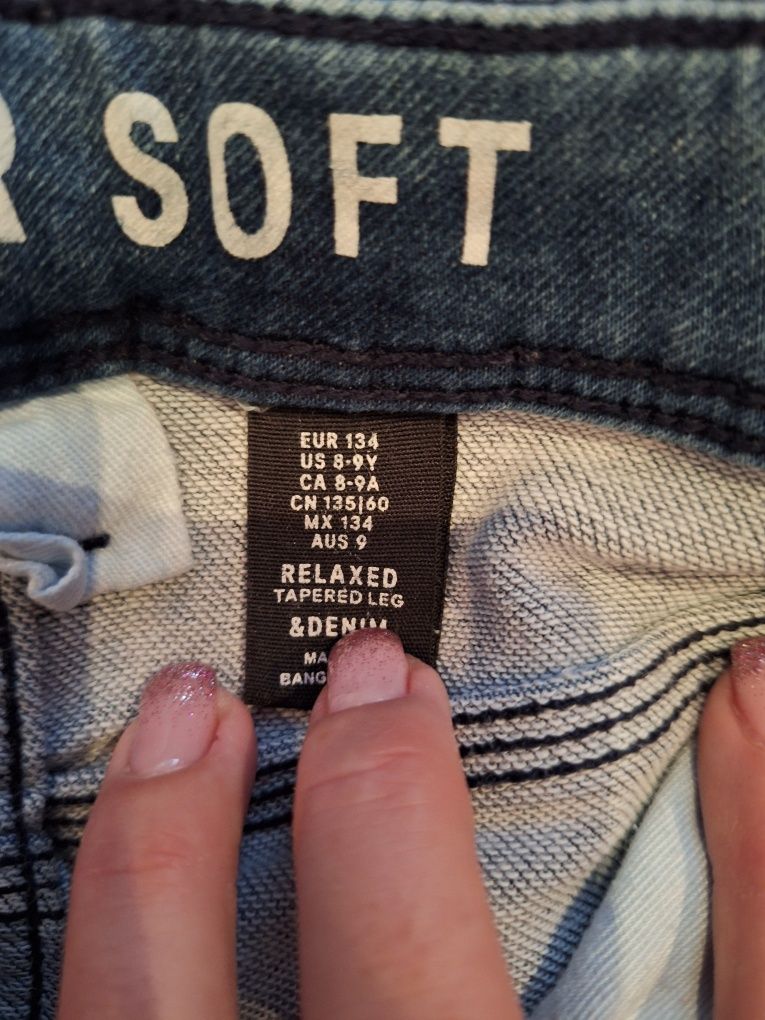 SOFT
EUR 134
US 8-9Y
CA 8-9A
CN 135|60
MX 134
AUS 9
RELAXED
TAPERED LEG
&DENIM